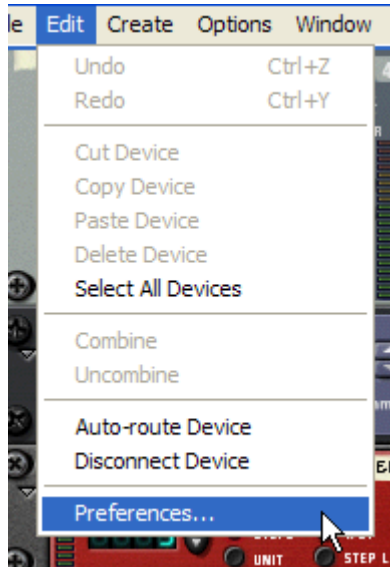 Edit Create Options Window
Undo Ctrl+Z
Redo Ctrl+Y
Cut Device
Copy Device
Paste Device
Delete Device
Select All Devices
Combine
Uncombine
Auto-route Device
Disconnect Device
Preferences...
UNIT STEP L